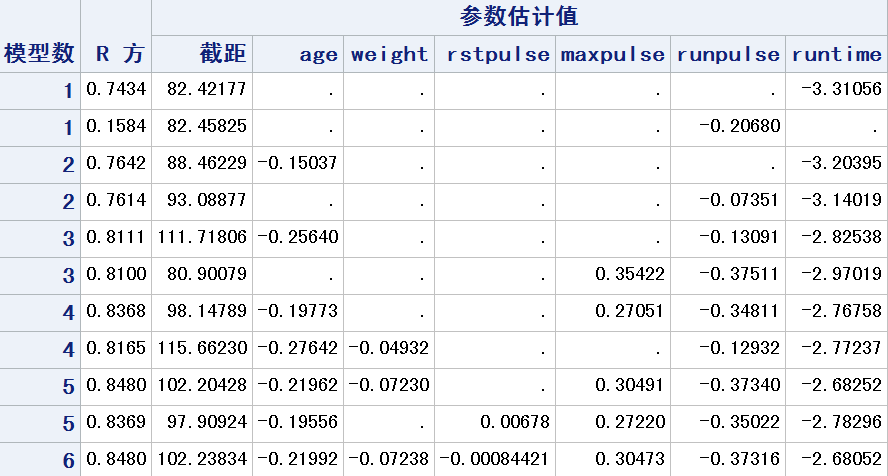 参数估计值
模型数 R 方 截距 age weight rstpulse maxpulse runpulse runtime
1 0.7434 82.42177 . . . . . -3.31056
1 0.1584 82.45825 . . . . -0.20680 .
2 0.7642 88.46229 -0.15037 . . . . -3.20395
2 0.7614 93.08877 . . . . -0.07351 -3.14019
3 0.8111 111.71806 -0.25640 . . . -0.13091 -2.82538
3 0.8100 80.90079 . . . 0.35422 -0.37511 -2.97019
4 0.8368 98.14789 -0.19773 . . 0.27051 -0.34811 -2.76758
4 0.8165 115.66230 -0.27642 -0.04932 . . -0.12932 -2.77237
5 0.8480 102.20428 -0.21962 -0.07230 . 0.30491 -0.37340 -2.68252
5 0.8369 97.90924 -0.19556 . 0.00678 0.27220 -0.35022 -2.78296
6 0.8480 102.23834 -0.21992 -0.07238 -0.00084421 0.30473 -0.37316 -2.68052